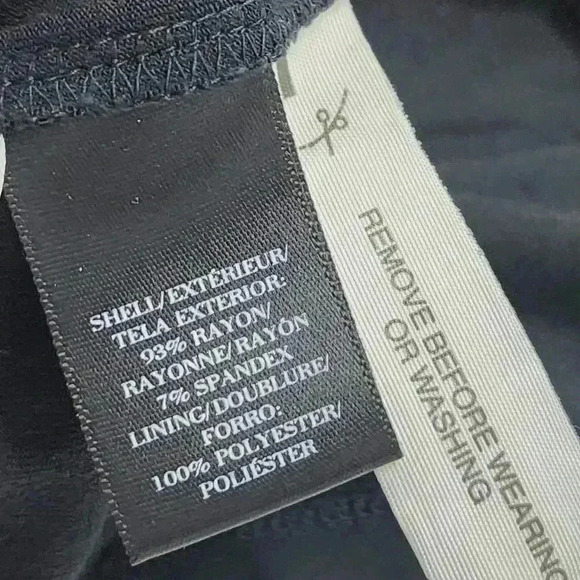 SHELL/EXTÉRIEUR/
TELA EXTERIOR:
93% RAYON/
RAYONNE/RAYÓN
7% SPANDEX
LINING/DOUBLURE/
FORRO:
100% POLYESTER/
POLIÉSTER
REMOVE BEFORE WEARING
OR WASHING